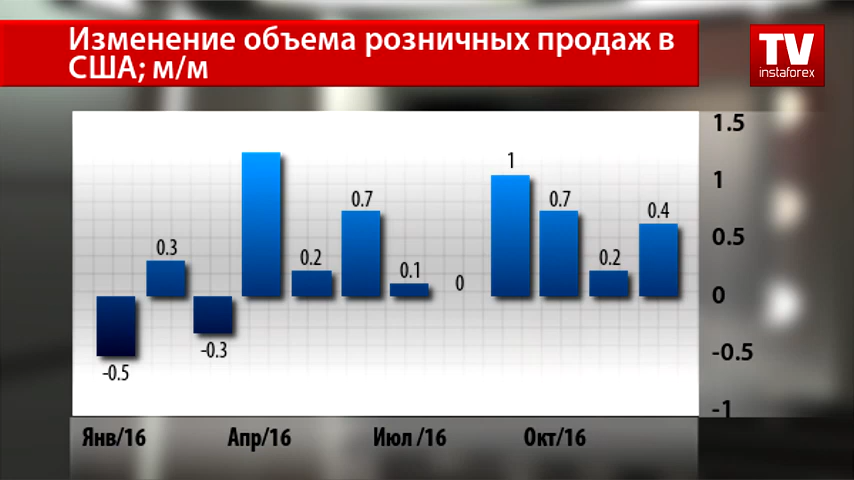 Изменение объема розничных продаж в
США; м/м
TV
instaforex
1.5
1
0.5
0
-0.5
-1
-0.5
0.3
-0.3
0.2
0.7
0.1
0
1
0.7
0.2
0.4
Янв/16
Апр/16
Июл /16
Окт/16